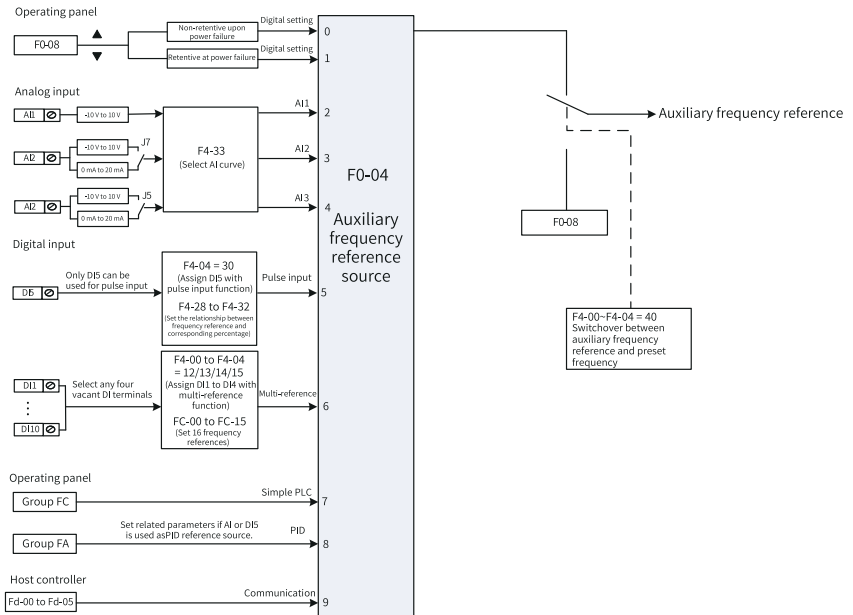 Operating panel
F0-08
Non-retentive upon
power failure
Digital setting
0
Retentive at power failure
Digital setting
1
Analog input
AI1
-10 V to 10 V
AI1
2
AI2
-10 V to 10 V
0 mA to 20 mA
J7
AI2
3
AI2
-10 V to 10 V
0 mA to 20 mA
J5
AI3
4
F4-33
(Select AI curve)
Digital input
DI5
Only DI5 can be
used for pulse input
F4-04 = 30
(Assign DI5 with
pulse input function)
F4-28 to F4-32
(Set the relationship between
frequency reference and
corresponding percentage)
Pulse input
5
DI1
⋮
DI10
Select any four
vacant DI terminals
F4-00 to F4-04
= 12/13/14/15
(Assign DI1 to DI4 with
multi-reference
function)
FC-00 to FC-15
(Set 16 frequency
references)
Multi-reference
6
Operating panel
Group FC
Simple PLC
7
Group FA
Set related parameters if AI or DI5
is used asPID reference source.
PID
8
Host controller
Fd-00 to Fd-05
Communication
9
F0-04
Auxiliary
frequency
reference
source
Auxiliary frequency reference
F0-08
F4-00~F4-04 = 40
Switchover between
auxiliary frequency
reference and preset
frequency